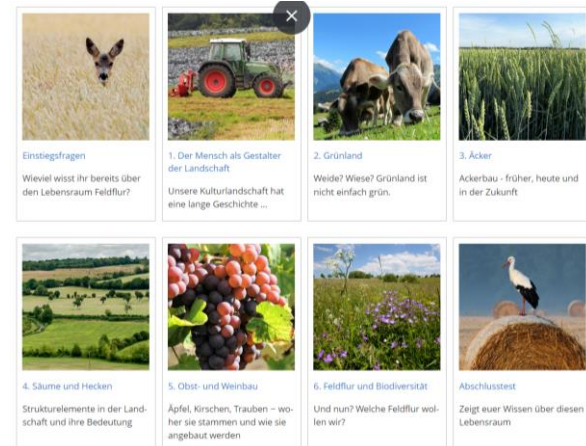 Einstiegsfragen
Wieviel wisst ihr bereits über
den Lebensraum Feldflur?
1. Der Mensch als Gestalter
der Landschaft
Unsere Kulturlandschaft hat
eine lange Geschichte ...
2. Grünland
Weide? Wiese? Grünland ist
nicht einfach grün.
3. Äcker
Ackerbau - früher, heute und
in der Zukunft
4. Säume und Hecken
Strukturelemente in der Land-
schaft und ihre Bedeutung
5. Obst- und Weinbau
Äpfel, Kirschen, Trauben – wo-
her sie stammen und wie sie
angebaut werden
6. Feldflur und Biodiversität
Und nun? Welche Feldflur wol-
len wir?
Abschlusstest
Zeigt euer Wissen über diesen
Lebensraum